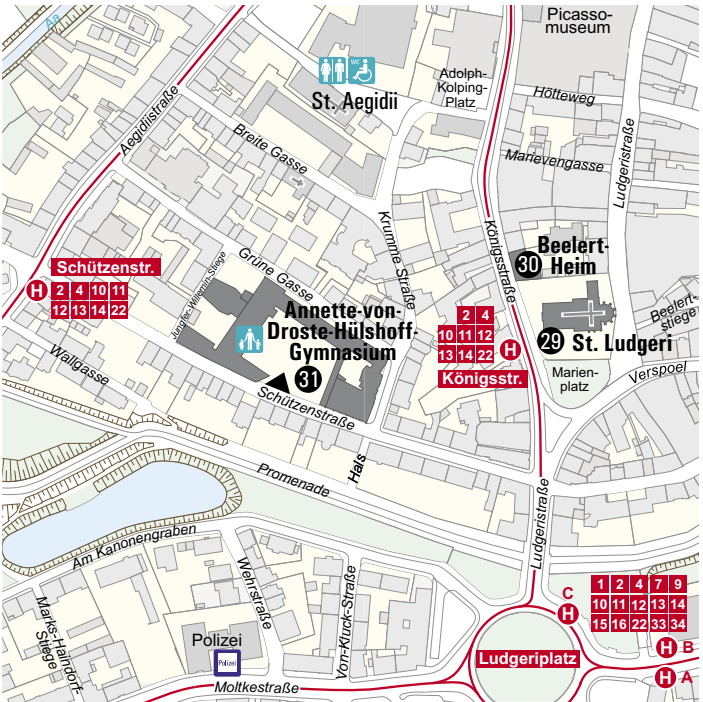 Aa
Picasso-
museum
WC
St. Aegidii
Adolph-
Kolping-
Platz
Hötteweg
Aegidiistraße
Breite Gasse
Marievengasse
Ludgeristraße
Krumme Straße
Königsstraße
Grüne Gasse
Jungfer-Willemin-Stiege
Schützenstr.
H
2 4 10 11
12 13 14 22
30
Beelert-
Heim
Beelert-
stiege
29 St. Ludgeri
Marien-
platz
Verspoel
2 4
10 11 12
13 14 22
H
Königsstr.
Annette-von-
Droste-Hülshoff-
Gymnasium
31
Wallgasse
Schützenstraße
Hals
Promenade
Ludgeristraße
Am Kanonengraben
Wehrstraße
Von-Kluck-Straße
Marks-Haindorf-
Stiege
Polizei
Polizei
Moltkestraße
Ludgeriplatz
C
H
1 2 4 7 9
10 11 12 13 14
15 16 22 33 34
H B
H A